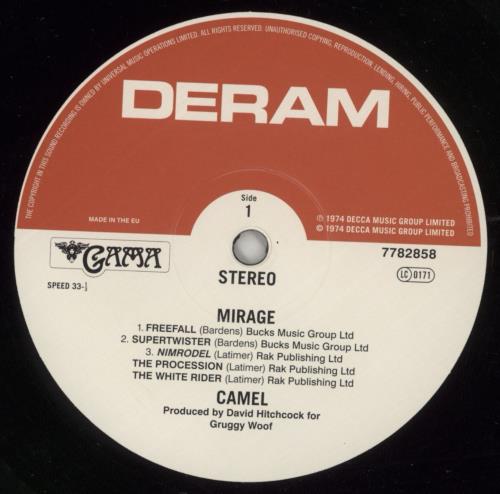 THE COPYRIGHT IN THIS SOUND RECORDING IS OWNED BY UNIVERSAL MUSIC OPERATIONS LIMITED. ALL RIGHTS RESERVED. UNAUTHORISED COPYING, REPRODUCTION, LENDING, HIRING, PUBLIC PERFORMANCE AND BROADCASTING PROHIBITED
DERAM
MADE IN THE EU
Side
1
℗ 1974 DECCA MUSIC GROUP LIMITED
© 1974 DECCA MUSIC GROUP LIMITED
GAMA
7782858
LC 0171
SPEED 33-⅓
STEREO
MIRAGE
1. FREEFALL (Bardens) Bucks Music Group Ltd
2. SUPERTWISTER (Bardens) Bucks Music Group Ltd
3. NIMRODEL (Latimer) Rak Publishing Ltd
THE PROCESSION (Latimer) Rak Publishing Ltd
THE WHITE RIDER (Latimer) Rak Publishing Ltd
CAMEL
Produced by David Hitchcock for
Gruggy Woof